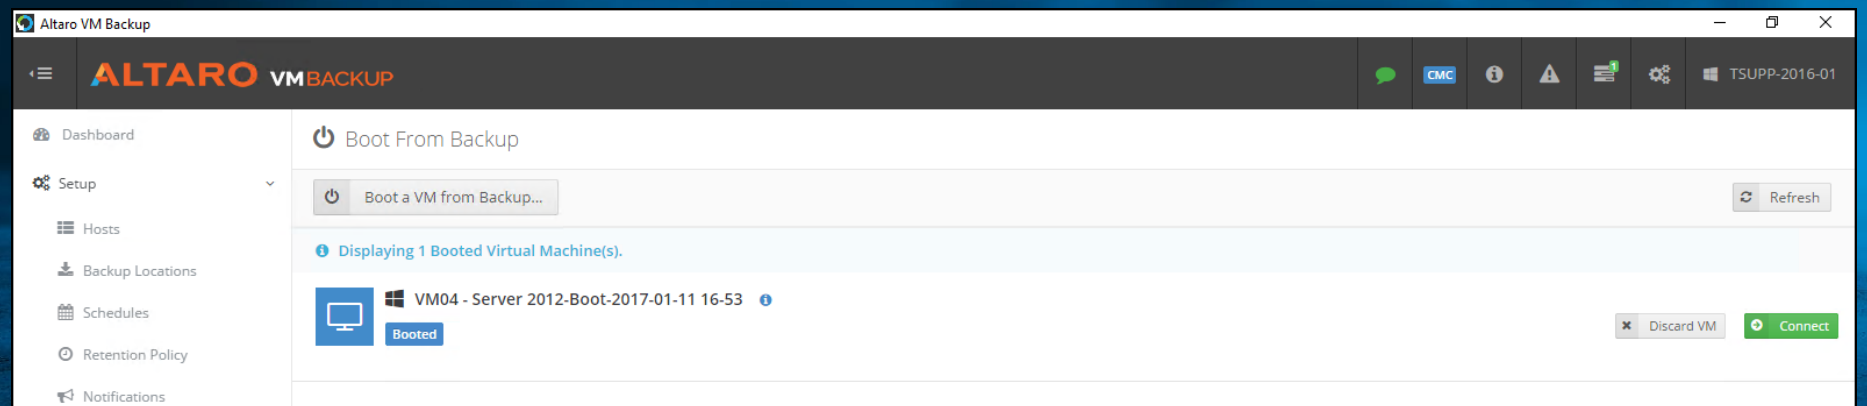 Altaro VM Backup
ALTARO VMBACKUP
CMC
1
TSUPP-2016-01
Dashboard
Boot From Backup
Setup
Boot a VM from Backup...
Refresh
Hosts
Displaying 1 Booted Virtual Machine(s).
Backup Locations
VM04 - Server 2012-Boot-2017-01-11 16-53
Schedules
Booted
Discard VM
Connect
Retention Policy
Notifications